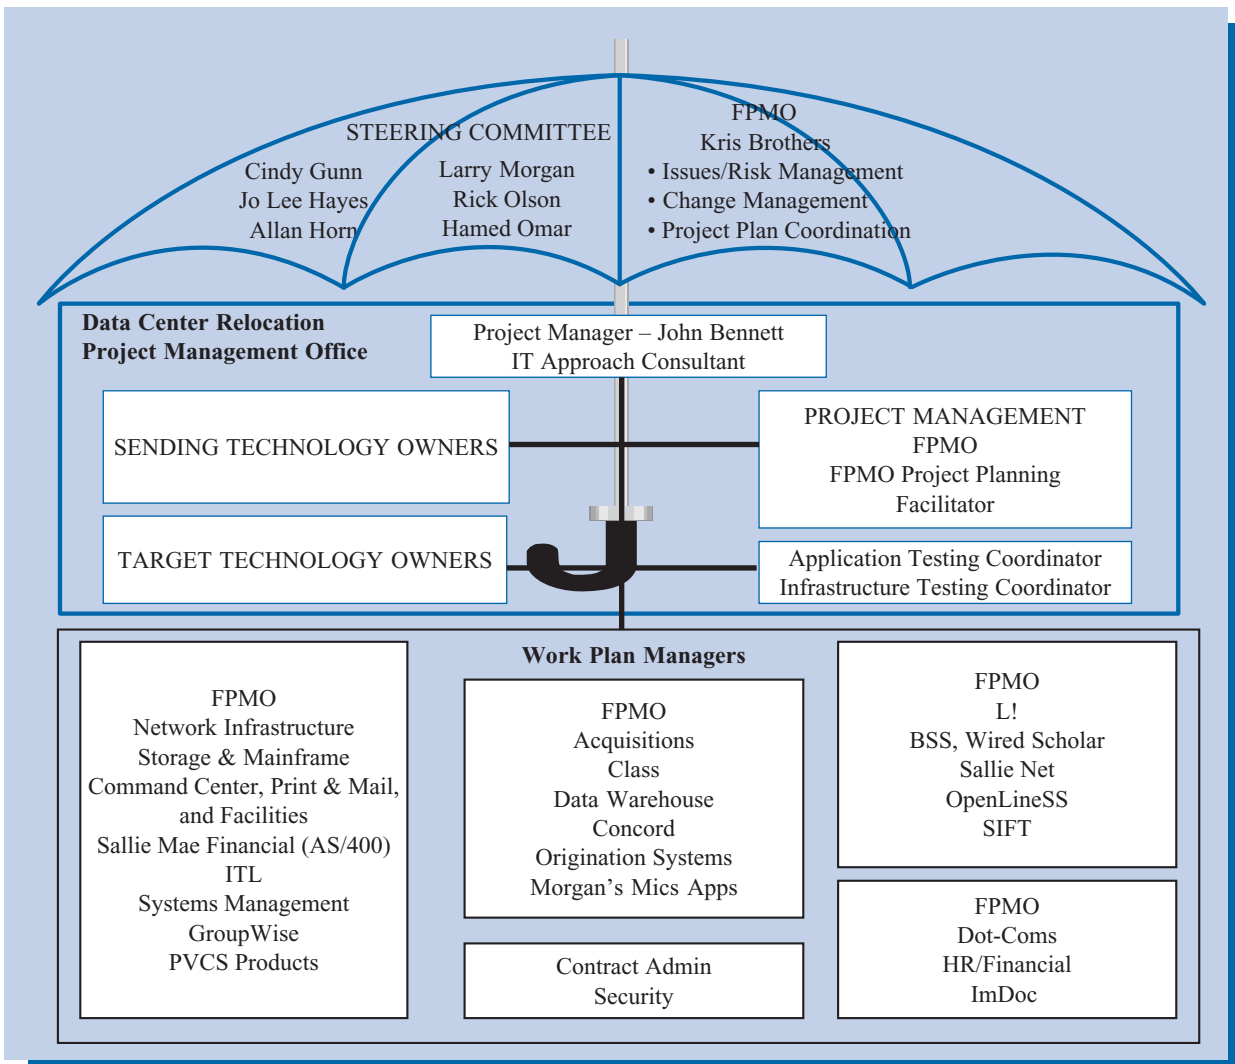 STEERING COMMITTEE
Cindy Gunn
Jo Lee Hayes
Allan Horn
Larry Morgan
Rick Olson
Hamed Omar
FPMO
Kris Brothers
• Issues/Risk Management
• Change Management
• Project Plan Coordination
Data Center Relocation
Project Management Office
Project Manager – John Bennett
IT Approach Consultant
SENDING TECHNOLOGY OWNERS
PROJECT MANAGEMENT
FPMO
FPMO Project Planning
Facilitator
TARGET TECHNOLOGY OWNERS
Application Testing Coordinator
Infrastructure Testing Coordinator
Work Plan Managers
FPMO
Network Infrastructure
Storage & Mainframe
Command Center, Print & Mail,
and Facilities
Sallie Mae Financial (AS/400)
ITL
Systems Management
GroupWise
PVCS Products
FPMO
Acquisitions
Class
Data Warehouse
Concord
Origination Systems
Morgan’s Mics Apps
Contract Admin
Security
FPMO
L!
BSS, Wired Scholar
Sallie Net
OpenLineSS
SIFT
FPMO
Dot-Coms
HR/Financial
ImDoc